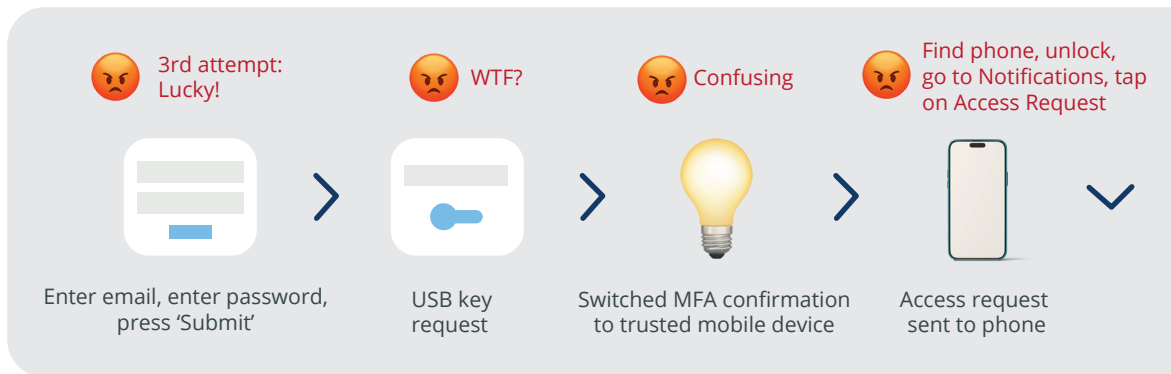 3rd attempt:
Lucky!
WTF?
Confusing
Find phone, unlock,
go to Notifications, tap
on Access Request
Enter email, enter password,
press ‘Submit’
USB key
request
Switched MFA confirmation
to trusted mobile device
Access request
sent to phone